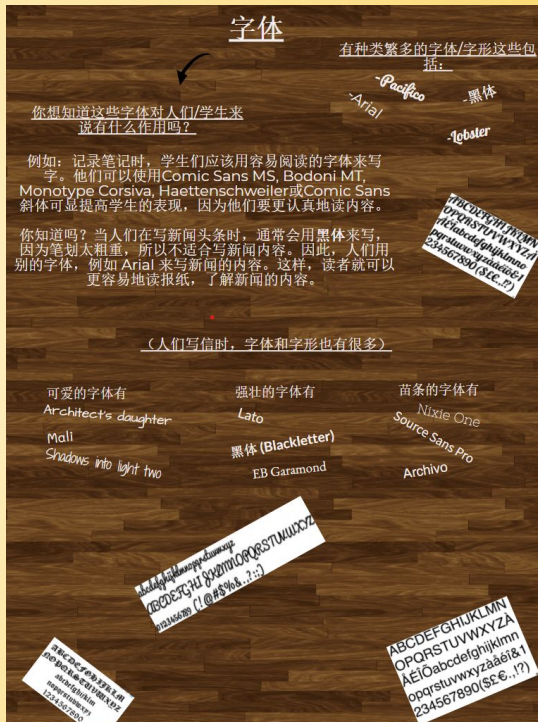 字体
有种类繁多的字体/字形这些包
括：
-Pacifico
-Arial
-黑体
-Lobster
你想知道这些字体对人们/学生来
说有什么作用吗？
例如：记录笔记时，学生们应该用容易阅读的字体来写
字。他们可以使用Comic Sans MS, Bodoni MT,
Monotype Corsiva, Haettenschweiler或Comic Sans
斜体可显提高学生的表现，因为他们要更认真地读内容。
你知道吗？当人们在写新闻头条时，通常会用黑体来写，
因为笔划太粗重，所以不适合写新闻内容。因此，人们用
别的字体，例如 Arial 来写新闻的内容。这样，读者就可以
更容易地读报纸，了解新闻的内容。
（人们写信时，字体和字形也有很多）
可爱的字体有
Architect's daughter
Mali
Shadows into light two
强壮的字体有
Lato
黑体 (Blackletter)
EB Garamond
苗条的字体有
Nixie One
Source Sans Pro
Archivo
ABCDEFGHIJKLMN
OPQRSTUVWXYZÀ
ÅÉÎÕabcdefghijklmn
opqrstuvwxyzàåéîõ&1
234567890($£€.,!?)